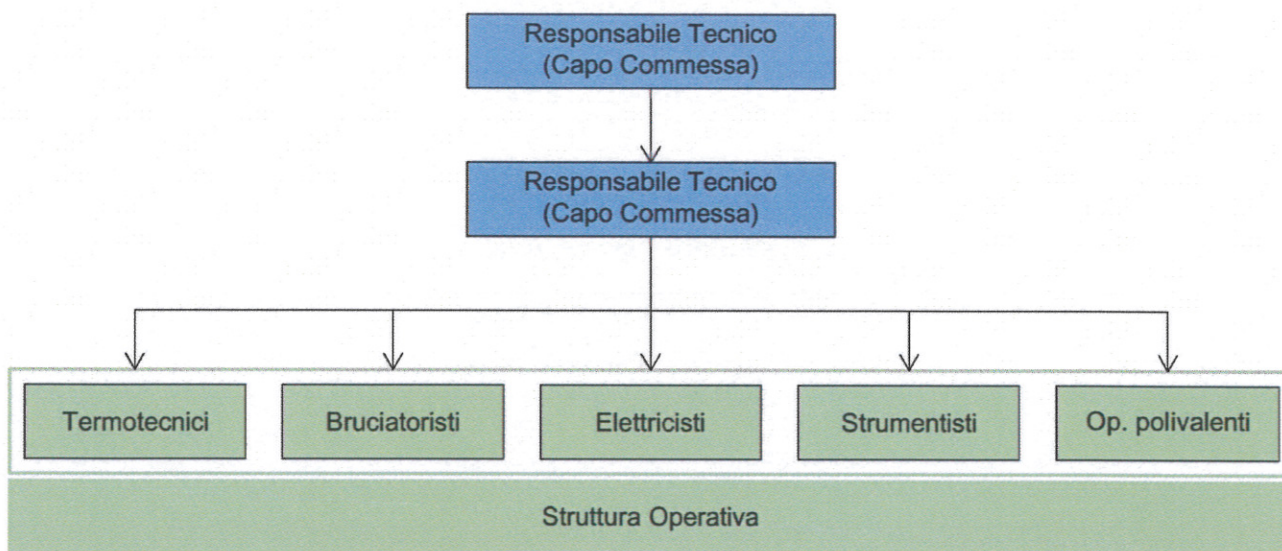 Responsabile Tecnico
(Capo Commessa)
Responsabile Tecnico
(Capo Commessa)
Termotecnici
Bruciatoristi
Elettricisti
Strumentisti
Op. polivalenti
Struttura Operativa